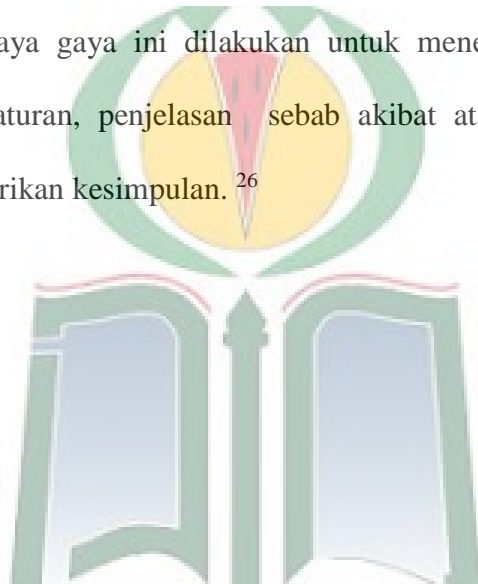 aya gaya ini dilakukan untuk mene
aturan, penjelasan sebab akibat at
rikan kesimpulan. 26